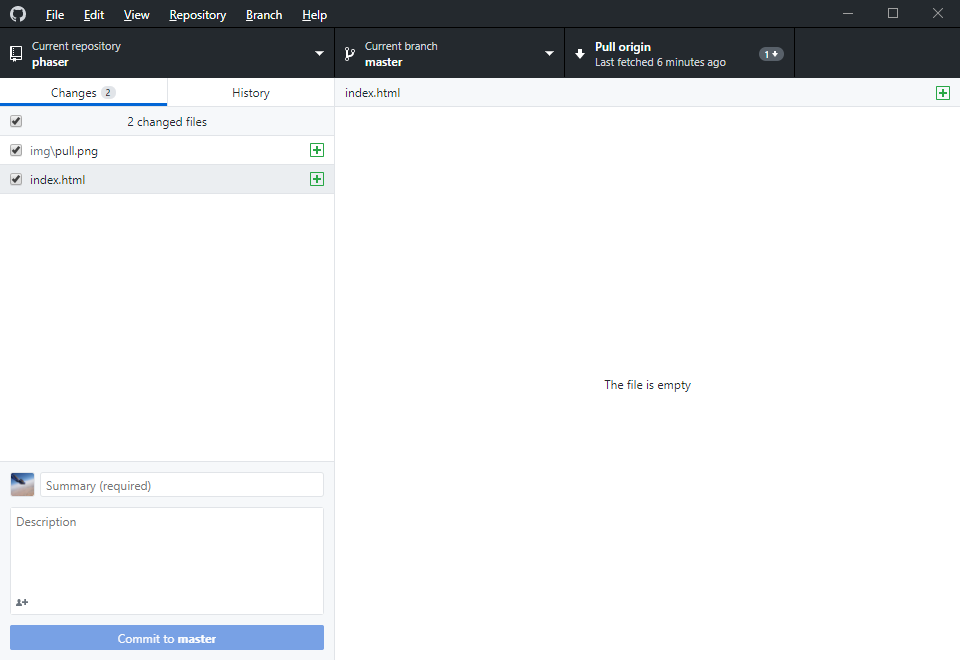 File Edit View Repository Branch Help
Current repository
phaser
Current branch
master
Pull origin
Last fetched 6 minutes ago
1
Changes 2
History
index.html
2 changed files
img\pull.png
index.html
The file is empty
Summary (required)
Description
Commit to master